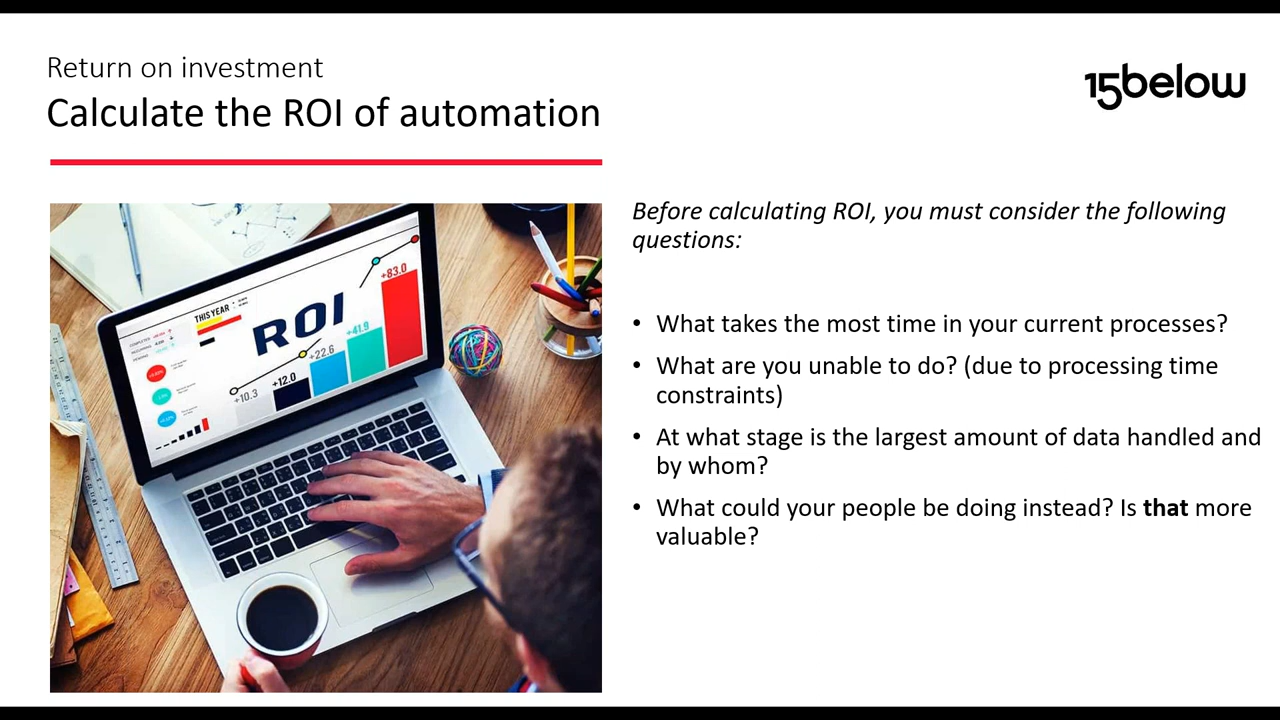 Return on investment
Calculate the ROI of automation
15below
Before calculating ROI, you must consider the following
questions:
• What takes the most time in your current processes?
• What are you unable to do? (due to processing time
constraints)
• At what stage is the largest amount of data handled and
by whom?
• What could your people be doing instead? Is that more
valuable?
THIS YEAR
ROI
+10.3
+12.0
+22.6
+41.9
+83.0